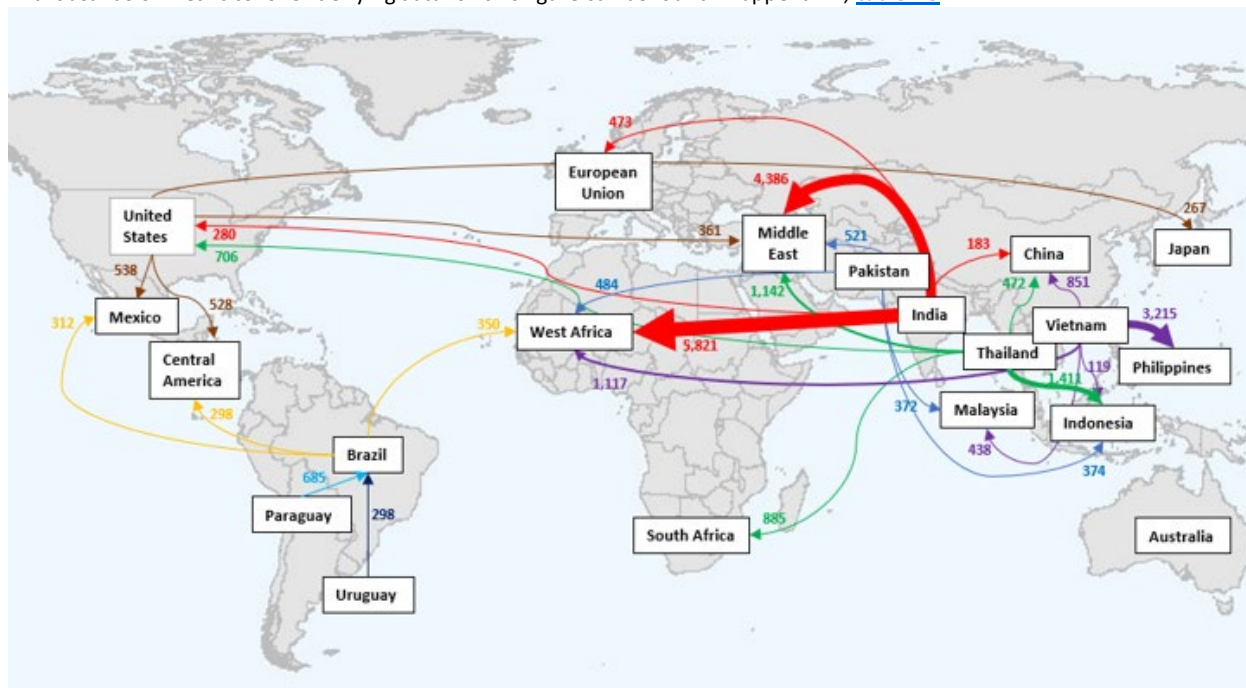 473
European
Union
4,386
267
United
States
280
706
361
Middle
East
521
183
China
Japan
538
528
Pakistan
484
1,142
472
851
312
Mexico
350
West Africa
5,821
India
Vietnam
3,215
Thailand
Central
America
1,117
119
Philippines
1,411
298
372
Malaysia
Indonesia
438
374
Brazil
685
Paraguay
298
885
South Africa
Australia
Uruguay